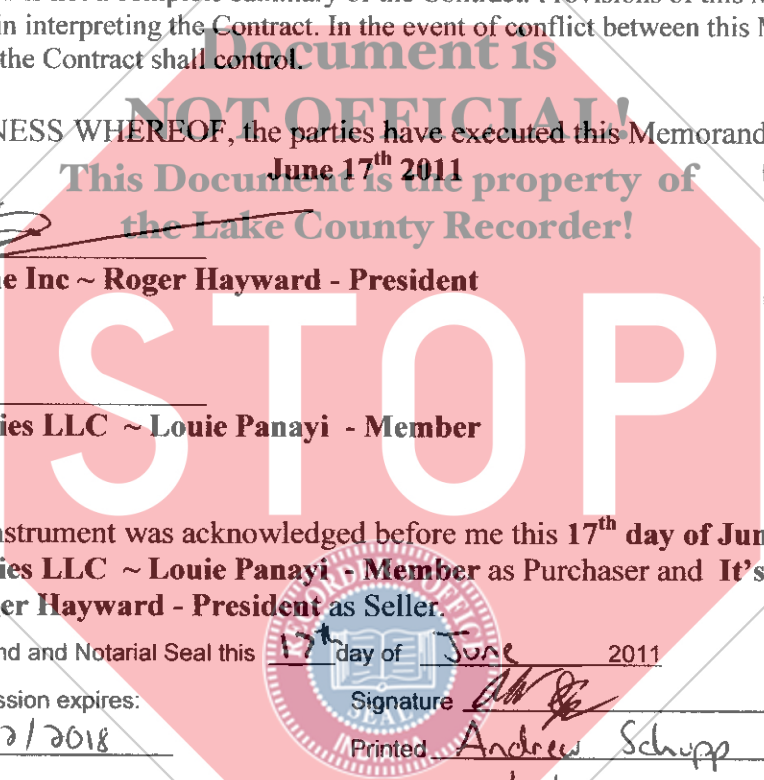 in interpreting the Contract. In the event of conflict between this
the Contract shall control.
Document is
NOT OFFICIAL!
NESS WHEREOF, the parties have executed this Memorand
June 17th 2011
This Document is the property of
the Lake County Recorder!
e Inc ~ Roger Hayward - President
STOP
ies LLC ~ Louie Panayi - Member
nstrument was acknowledged before me this 17th day of Jun
ies LLC ~ Louie Panayi - Member as Purchaser and It's
er Hayward - President as Seller.
nd and Notarial Seal this 17th day of June 2011
ssion expires:
Signature
2/2018
Printed Andrew Schupp
SEAL
INDIANA